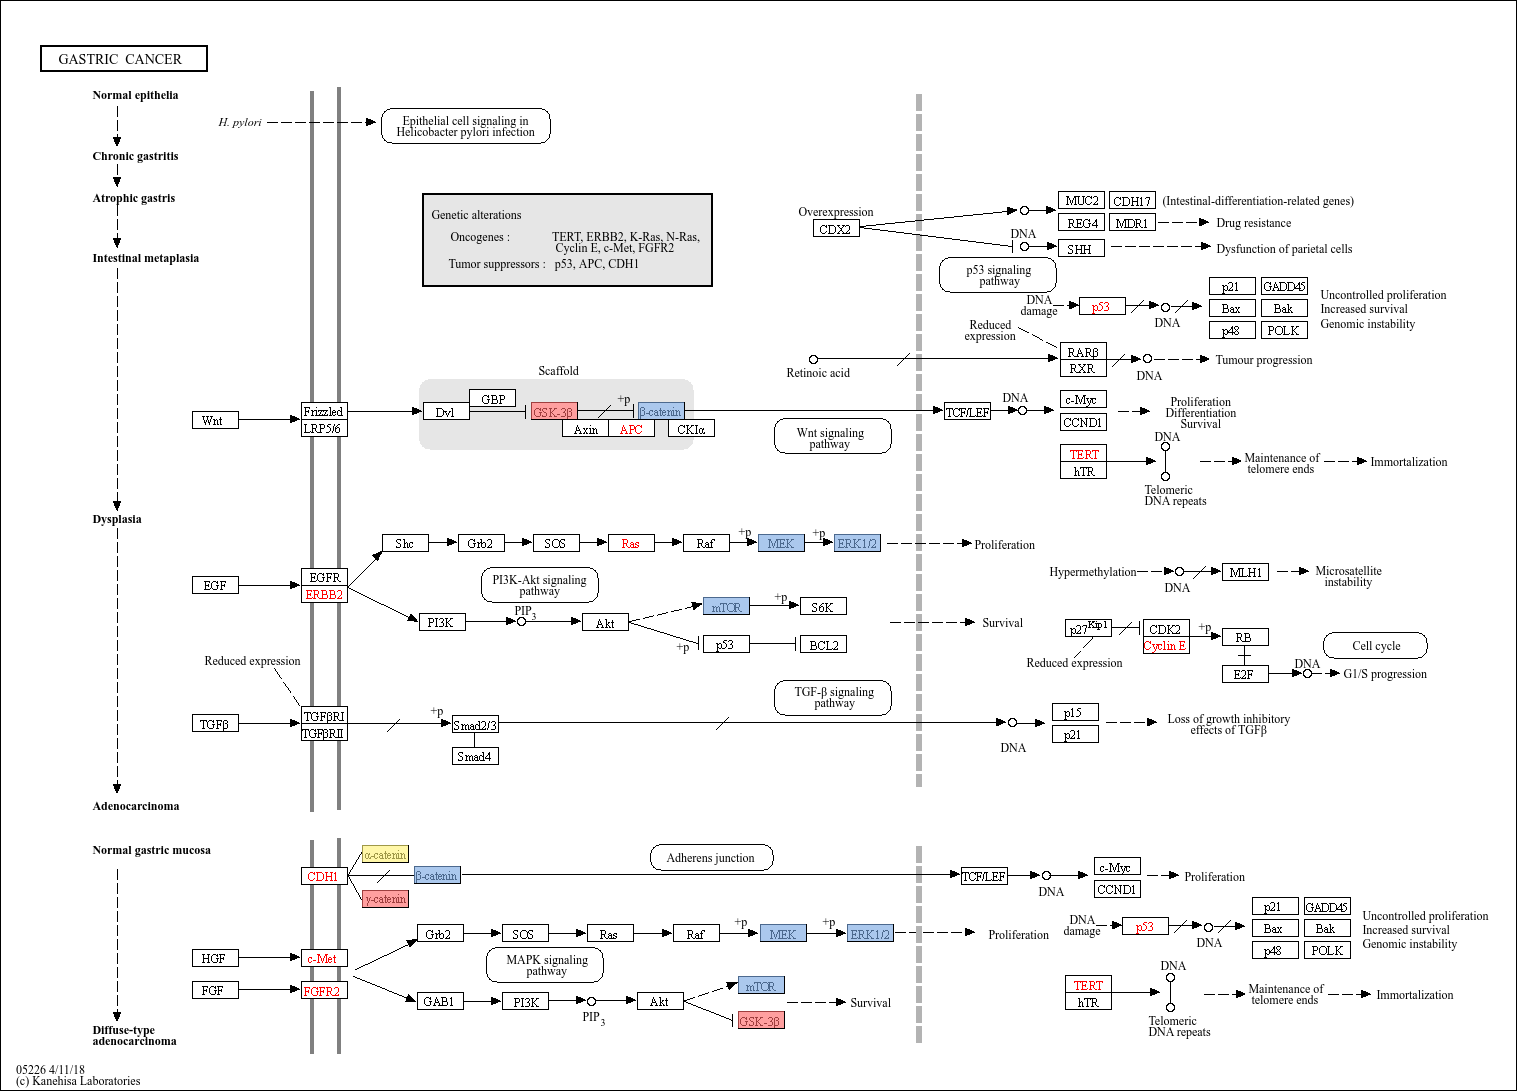 GASTRIC CANCER
Normal epithelia
H. pylori
Epithelial cell signaling in
Helicobacter pylori infection
Chronic gastritis
Atrophic gastris
Intestinal metaplasia
Genetic alterations
Oncogenes : TERT, ERBB2, K-Ras, N-Ras,
Cyclin E, c-Met, FGFR2
Tumor suppressors : p53, APC, CDH1
Overexpression
CDX2
MUC2 CDH17 (Intestinal-differentiation-related genes)
REG4 MDR1 Drug resistance
DNA
SHH Dysfunction of parietal cells
p53 signaling
pathway
DNA
damage
p53
DNA
p21 GADD45
Bax Bak
p48 POLK
Uncontrolled proliferation
Increased survival
Genomic instability
Reduced
expression
Retinoic acid
RARβ
RXR
DNA
Tumour progression
Scaffold
Wnt
Frizzled
LRP5/6
Dvl
GBP
GSK-3β
+p
β-catenin
Axin APC CKIα
Wnt signaling
pathway
TCF/LEF
DNA
c-Myc
CCND1
Proliferation
Differentiation
Survival
TERT
hTR
DNA
Telomeric
DNA repeats
Maintenance of
telomere ends
Immortalization
Dysplasia
EGF
EGFR
ERBB2
Shc Grb2 SOS Ras Raf +p MEK +p ERK1/2
Proliferation
PI3K-Akt signaling
pathway
PI3K
PIP3
Akt
mTOR +p S6K
+p p53 BCL2
Survival
Hypermethylation
DNA
MLH1
Microsatellite
instability
p27Kip1
Reduced expression
CDK2
Cyclin E
+p
RB
E2F
DNA
Cell cycle
G1/S progression
Reduced expression
TGFβ
TGFβRI
TGFβRII
+p
Smad2/3
Smad4
TGF-β signaling
pathway
DNA
p15
p21
Loss of growth inhibitory
effects of TGFβ
Adenocarcinoma
Normal gastric mucosa
CDH1
α-catenin
β-catenin
γ-catenin
Adherens junction
TCF/LEF
DNA
c-Myc
CCND1
Proliferation
HGF
c-Met
FGF
FGFR2
Grb2 SOS Ras Raf +p MEK +p ERK1/2
Proliferation
MAPK signaling
pathway
GAB1 PI3K
PIP3
Akt
mTOR
GSK-3β
Survival
DNA
damage
p53
DNA
p21 GADD45
Bax Bak
p48 POLK
Uncontrolled proliferation
Increased survival
Genomic instability
TERT
hTR
DNA
Telomeric
DNA repeats
Maintenance of
telomere ends
Immortalization
Diffuse-type
adenocarcinoma
05226 4/11/18
(c) Kanehisa Laboratories